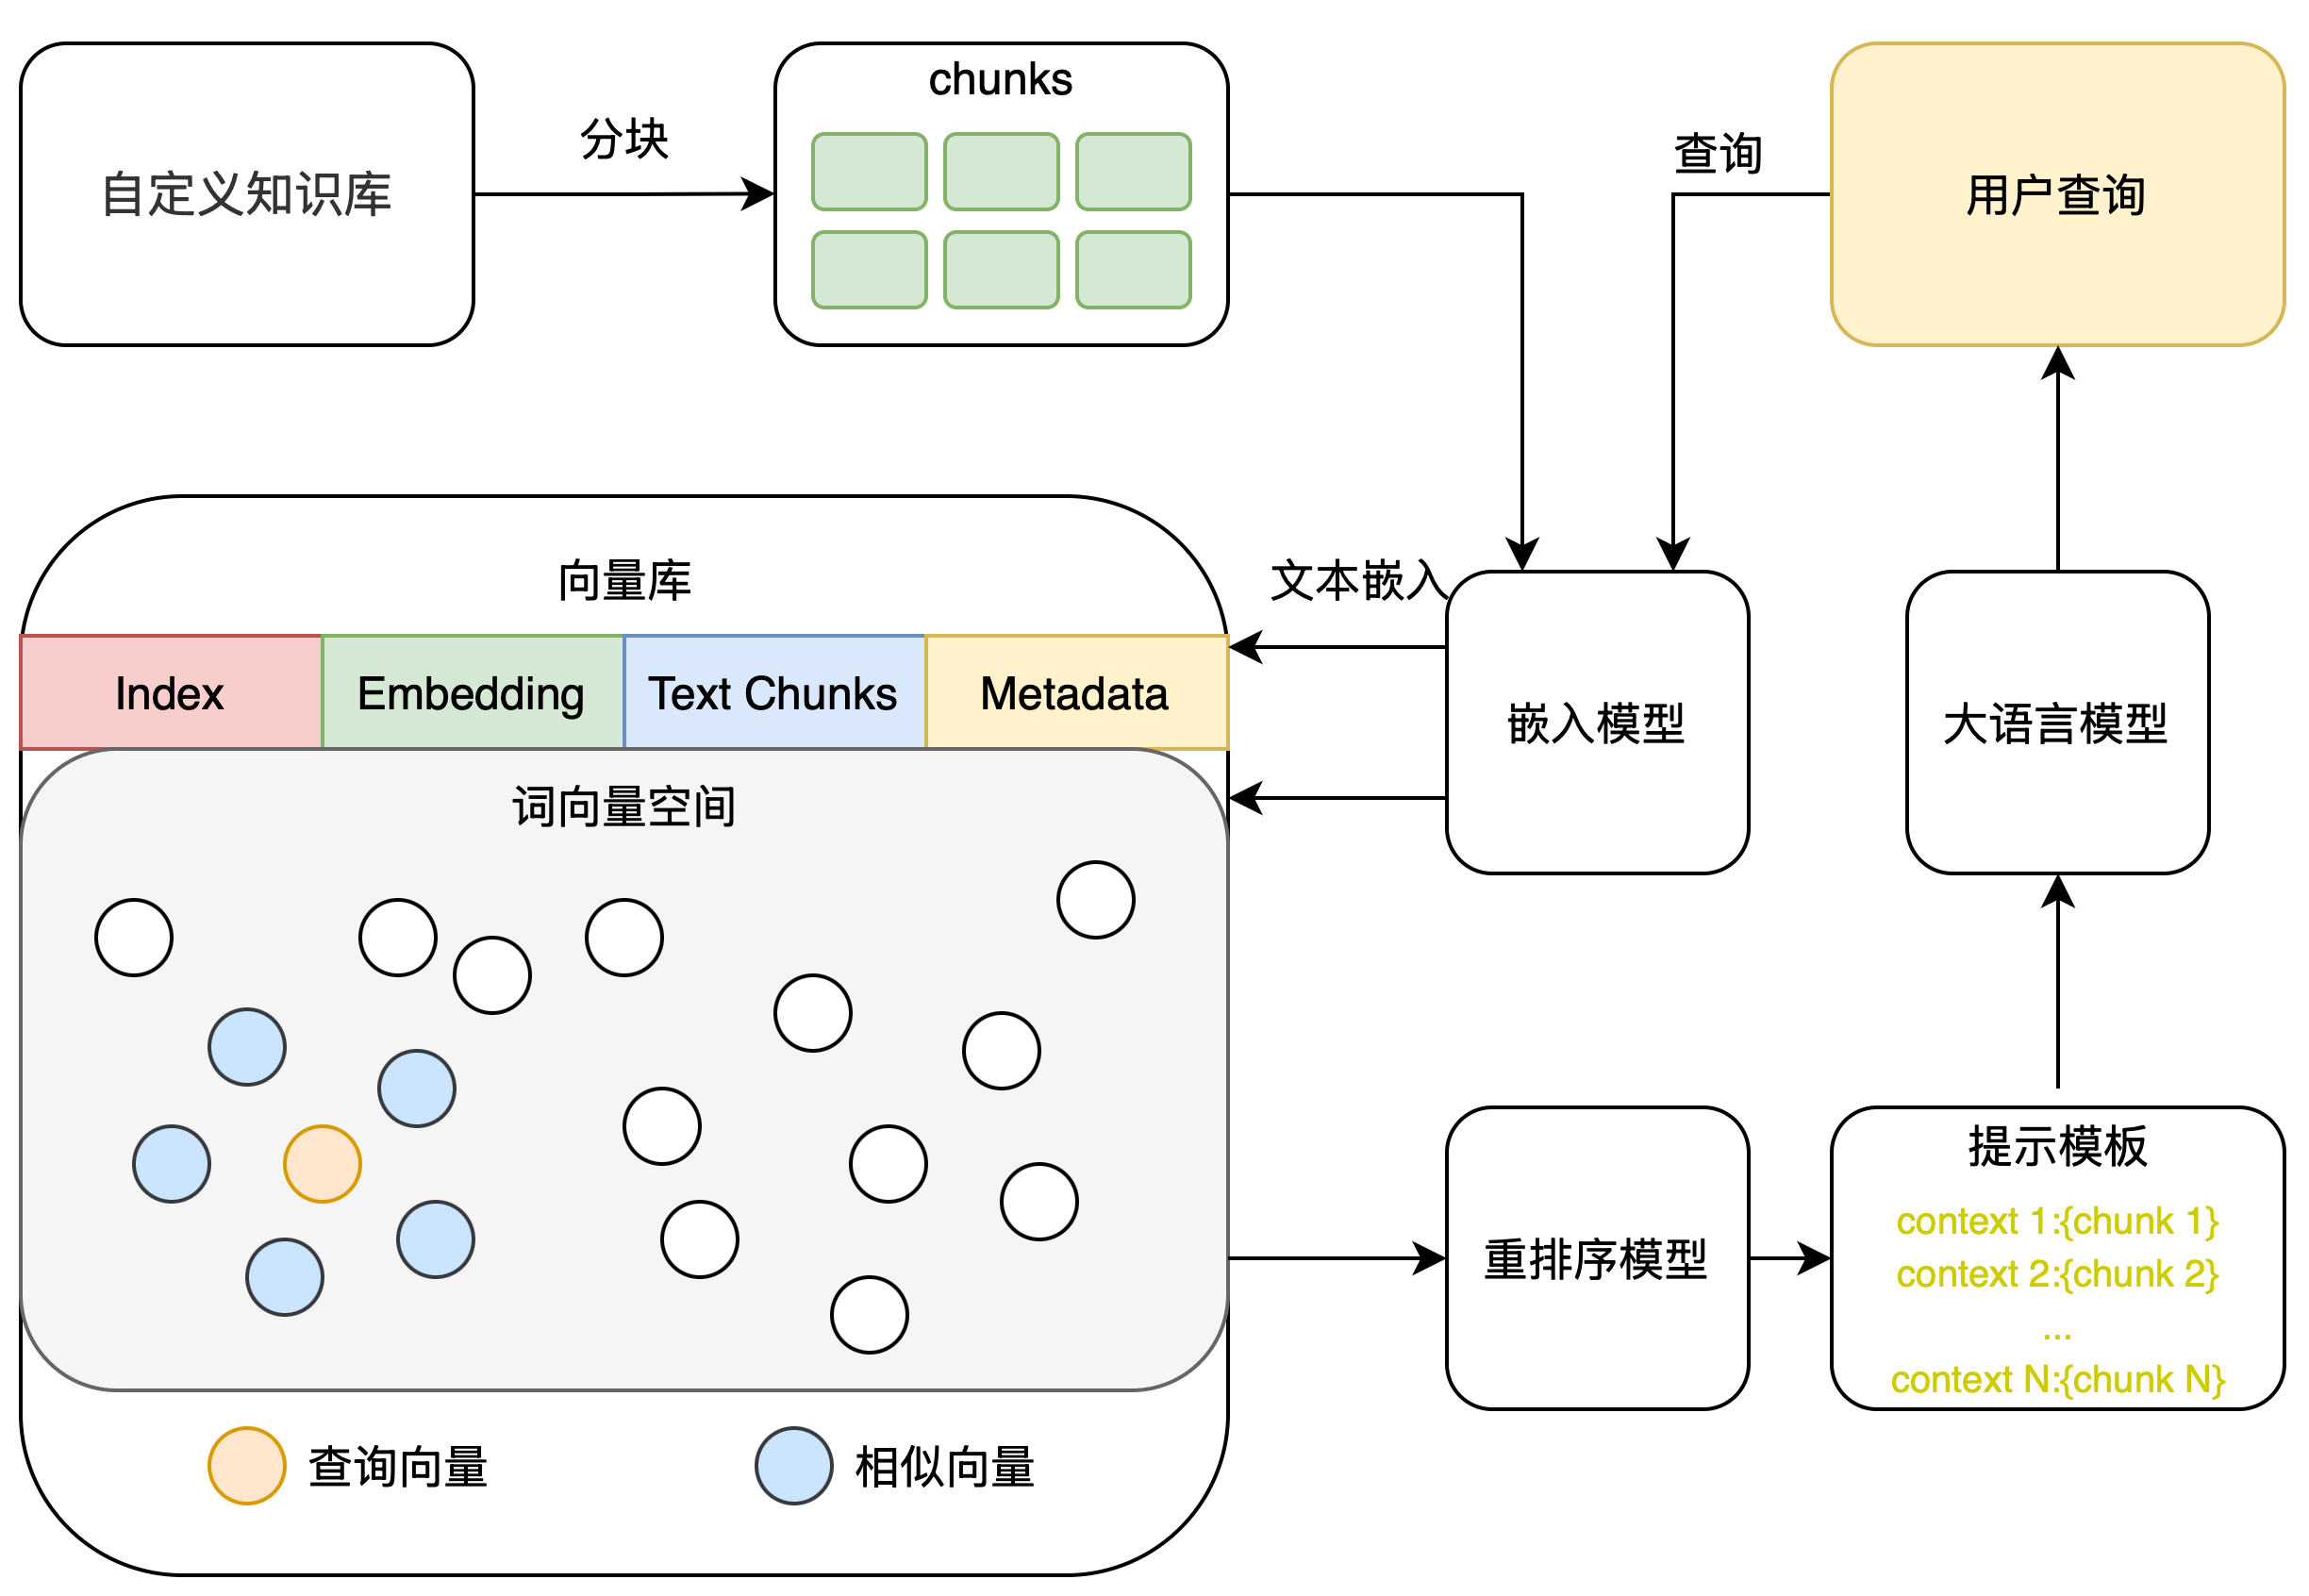 自定义知识库
分块
chunks
查询
用户查询
向量库
Index
Embedding
Text Chunks
Metadata
词向量空间
查询向量
相似向量
文本嵌入
嵌入模型
大语言模型
重排序模型
提示模板
context 1:{chunk 1}
context 2:{chunk 2}
...
context N:{chunk N}